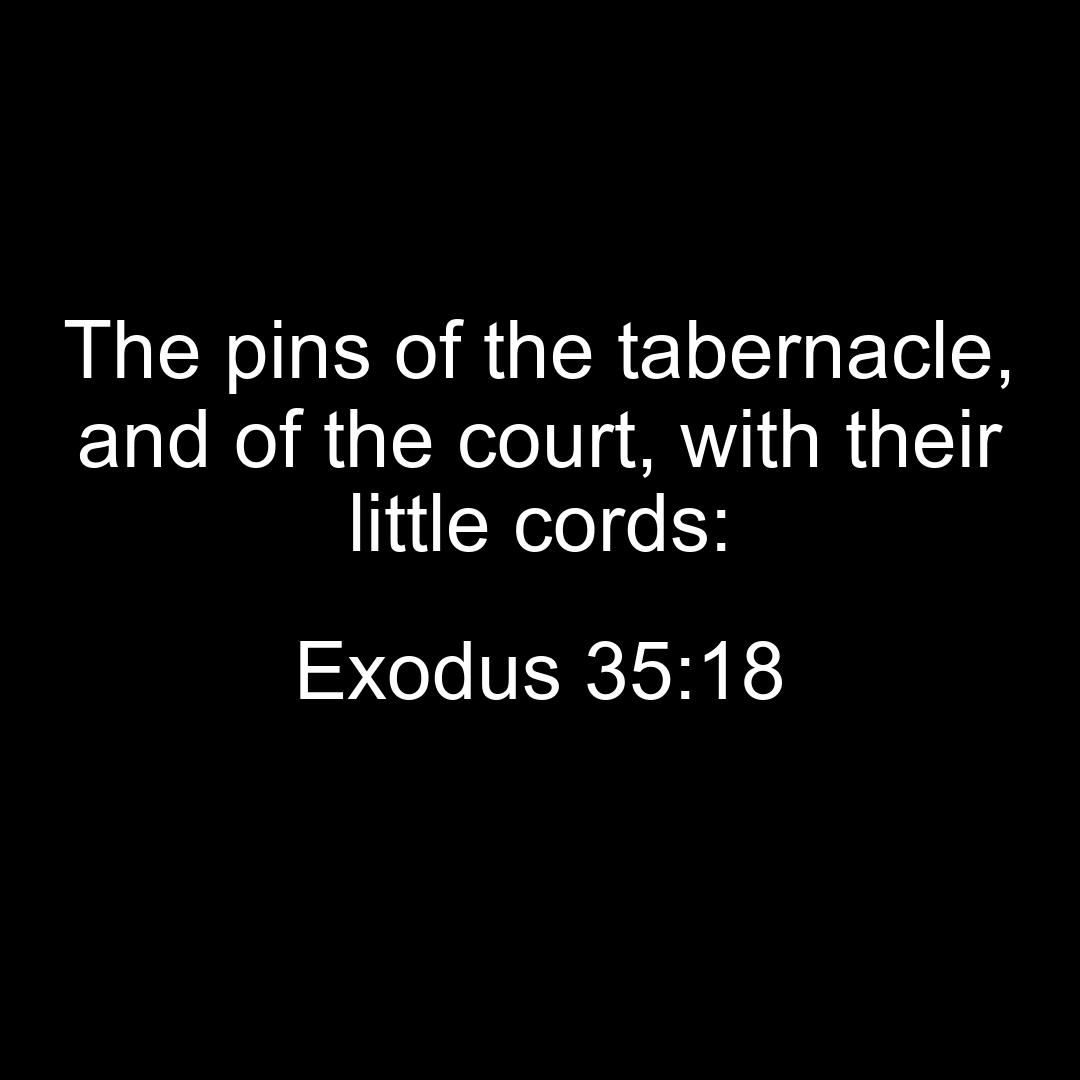 The pins of the tabernacle,
and of the court, with their
little cords:
Exodus 35:18